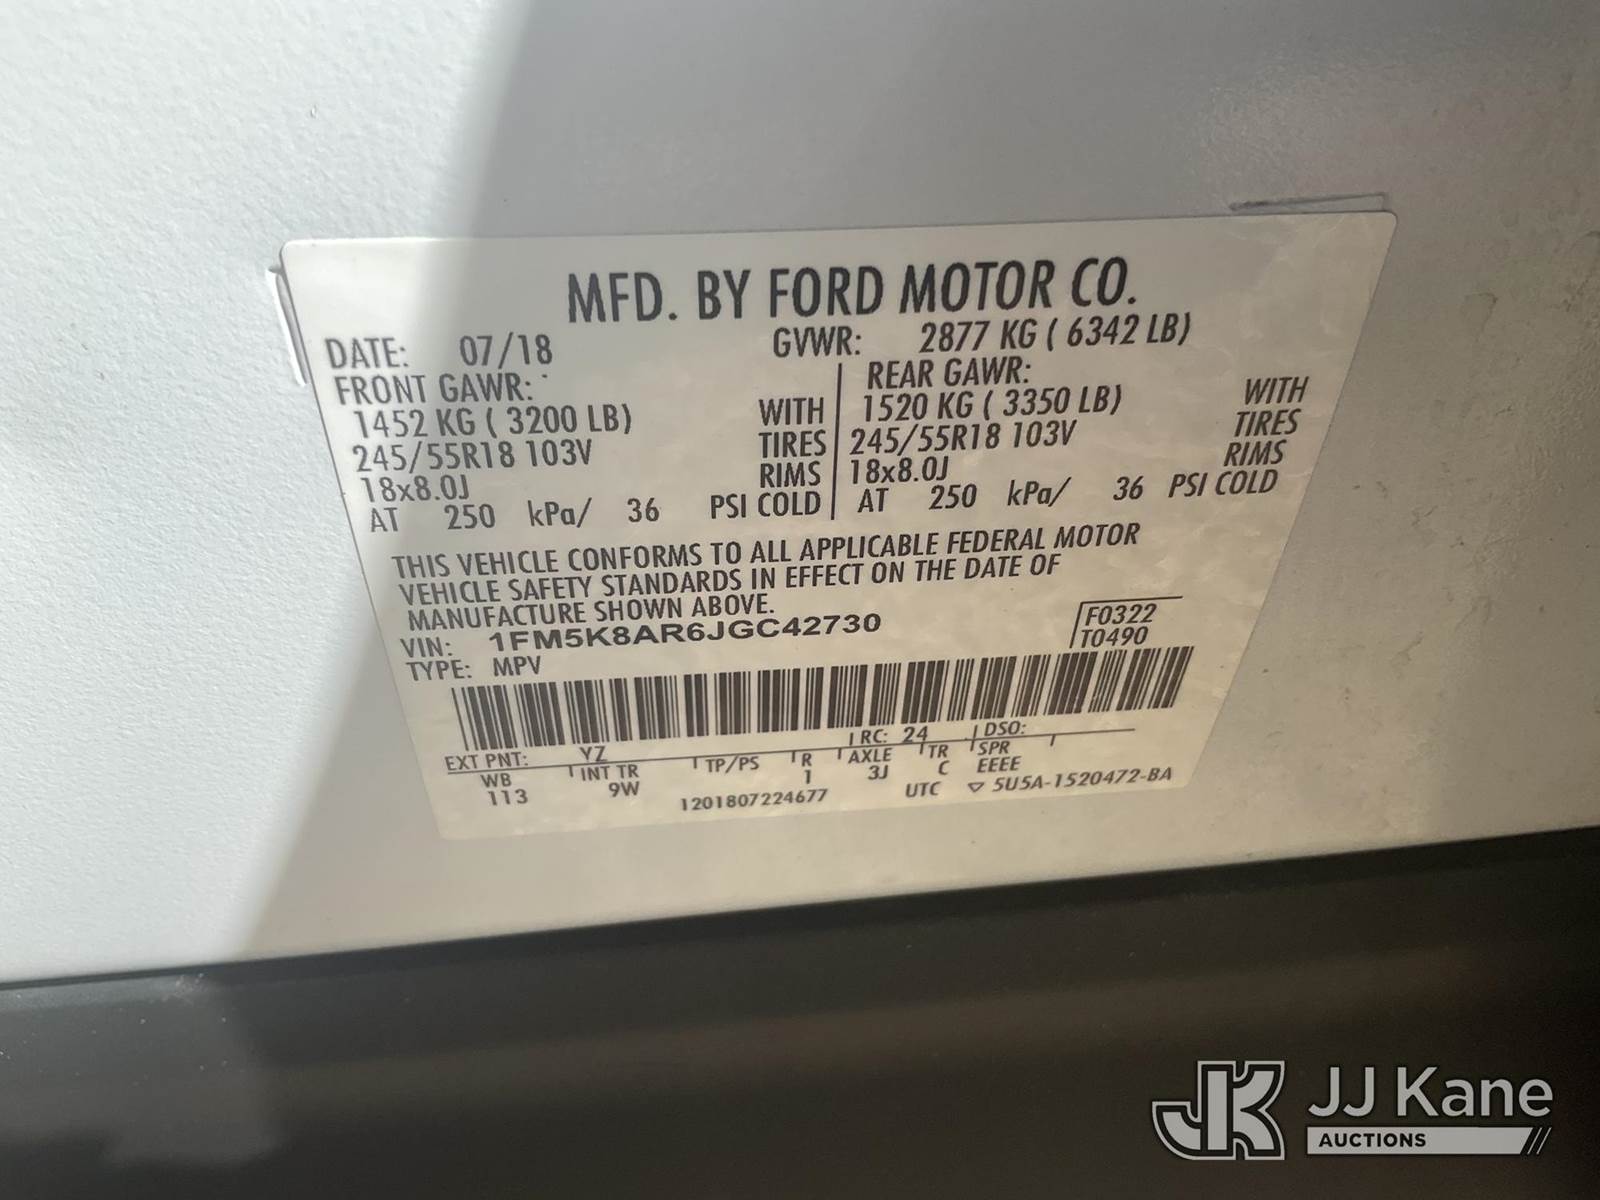 MFD. BY FORD MOTOR CO.
DATE: 07/18 GVWR: 2877 KG ( 6342 LB)
FRONT GAWR: REAR GAWR:
1452 KG ( 3200 LB) WITH 1520 KG ( 3350 LB) WITH
245/55R18 103V TIRES 245/55R18 103V TIRES
18x8.0J RIMS 18x8.0J RIMS
AT 250 kPa/ 36 PSI COLD AT 250 kPa/ 36 PSI COLD
THIS VEHICLE CONFORMS TO ALL APPLICABLE FEDERAL MOTOR
VEHICLE SAFETY STANDARDS IN EFFECT ON THE DATE OF
MANUFACTURE SHOWN ABOVE.
VIN: 1FM5K8AR6JGC42730 F0322
TYPE: MPV T0490
EXT PNT: YZ RC: 24 DSO:
WB INT TR TP/PS R AXLE TR SPR
113 9W 1 3J C EEEE
1201807224677 UTC ▽ 5U5A-1520472-BA
JK JJ Kane
AUCTIONS